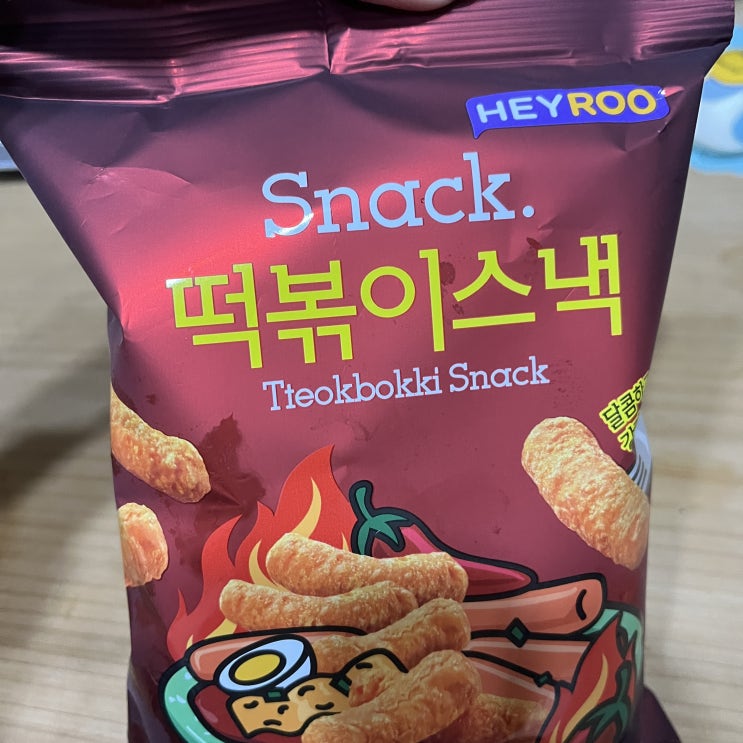 HEYROO
Snack.
떡볶이스낵
Tteokbokki Snack